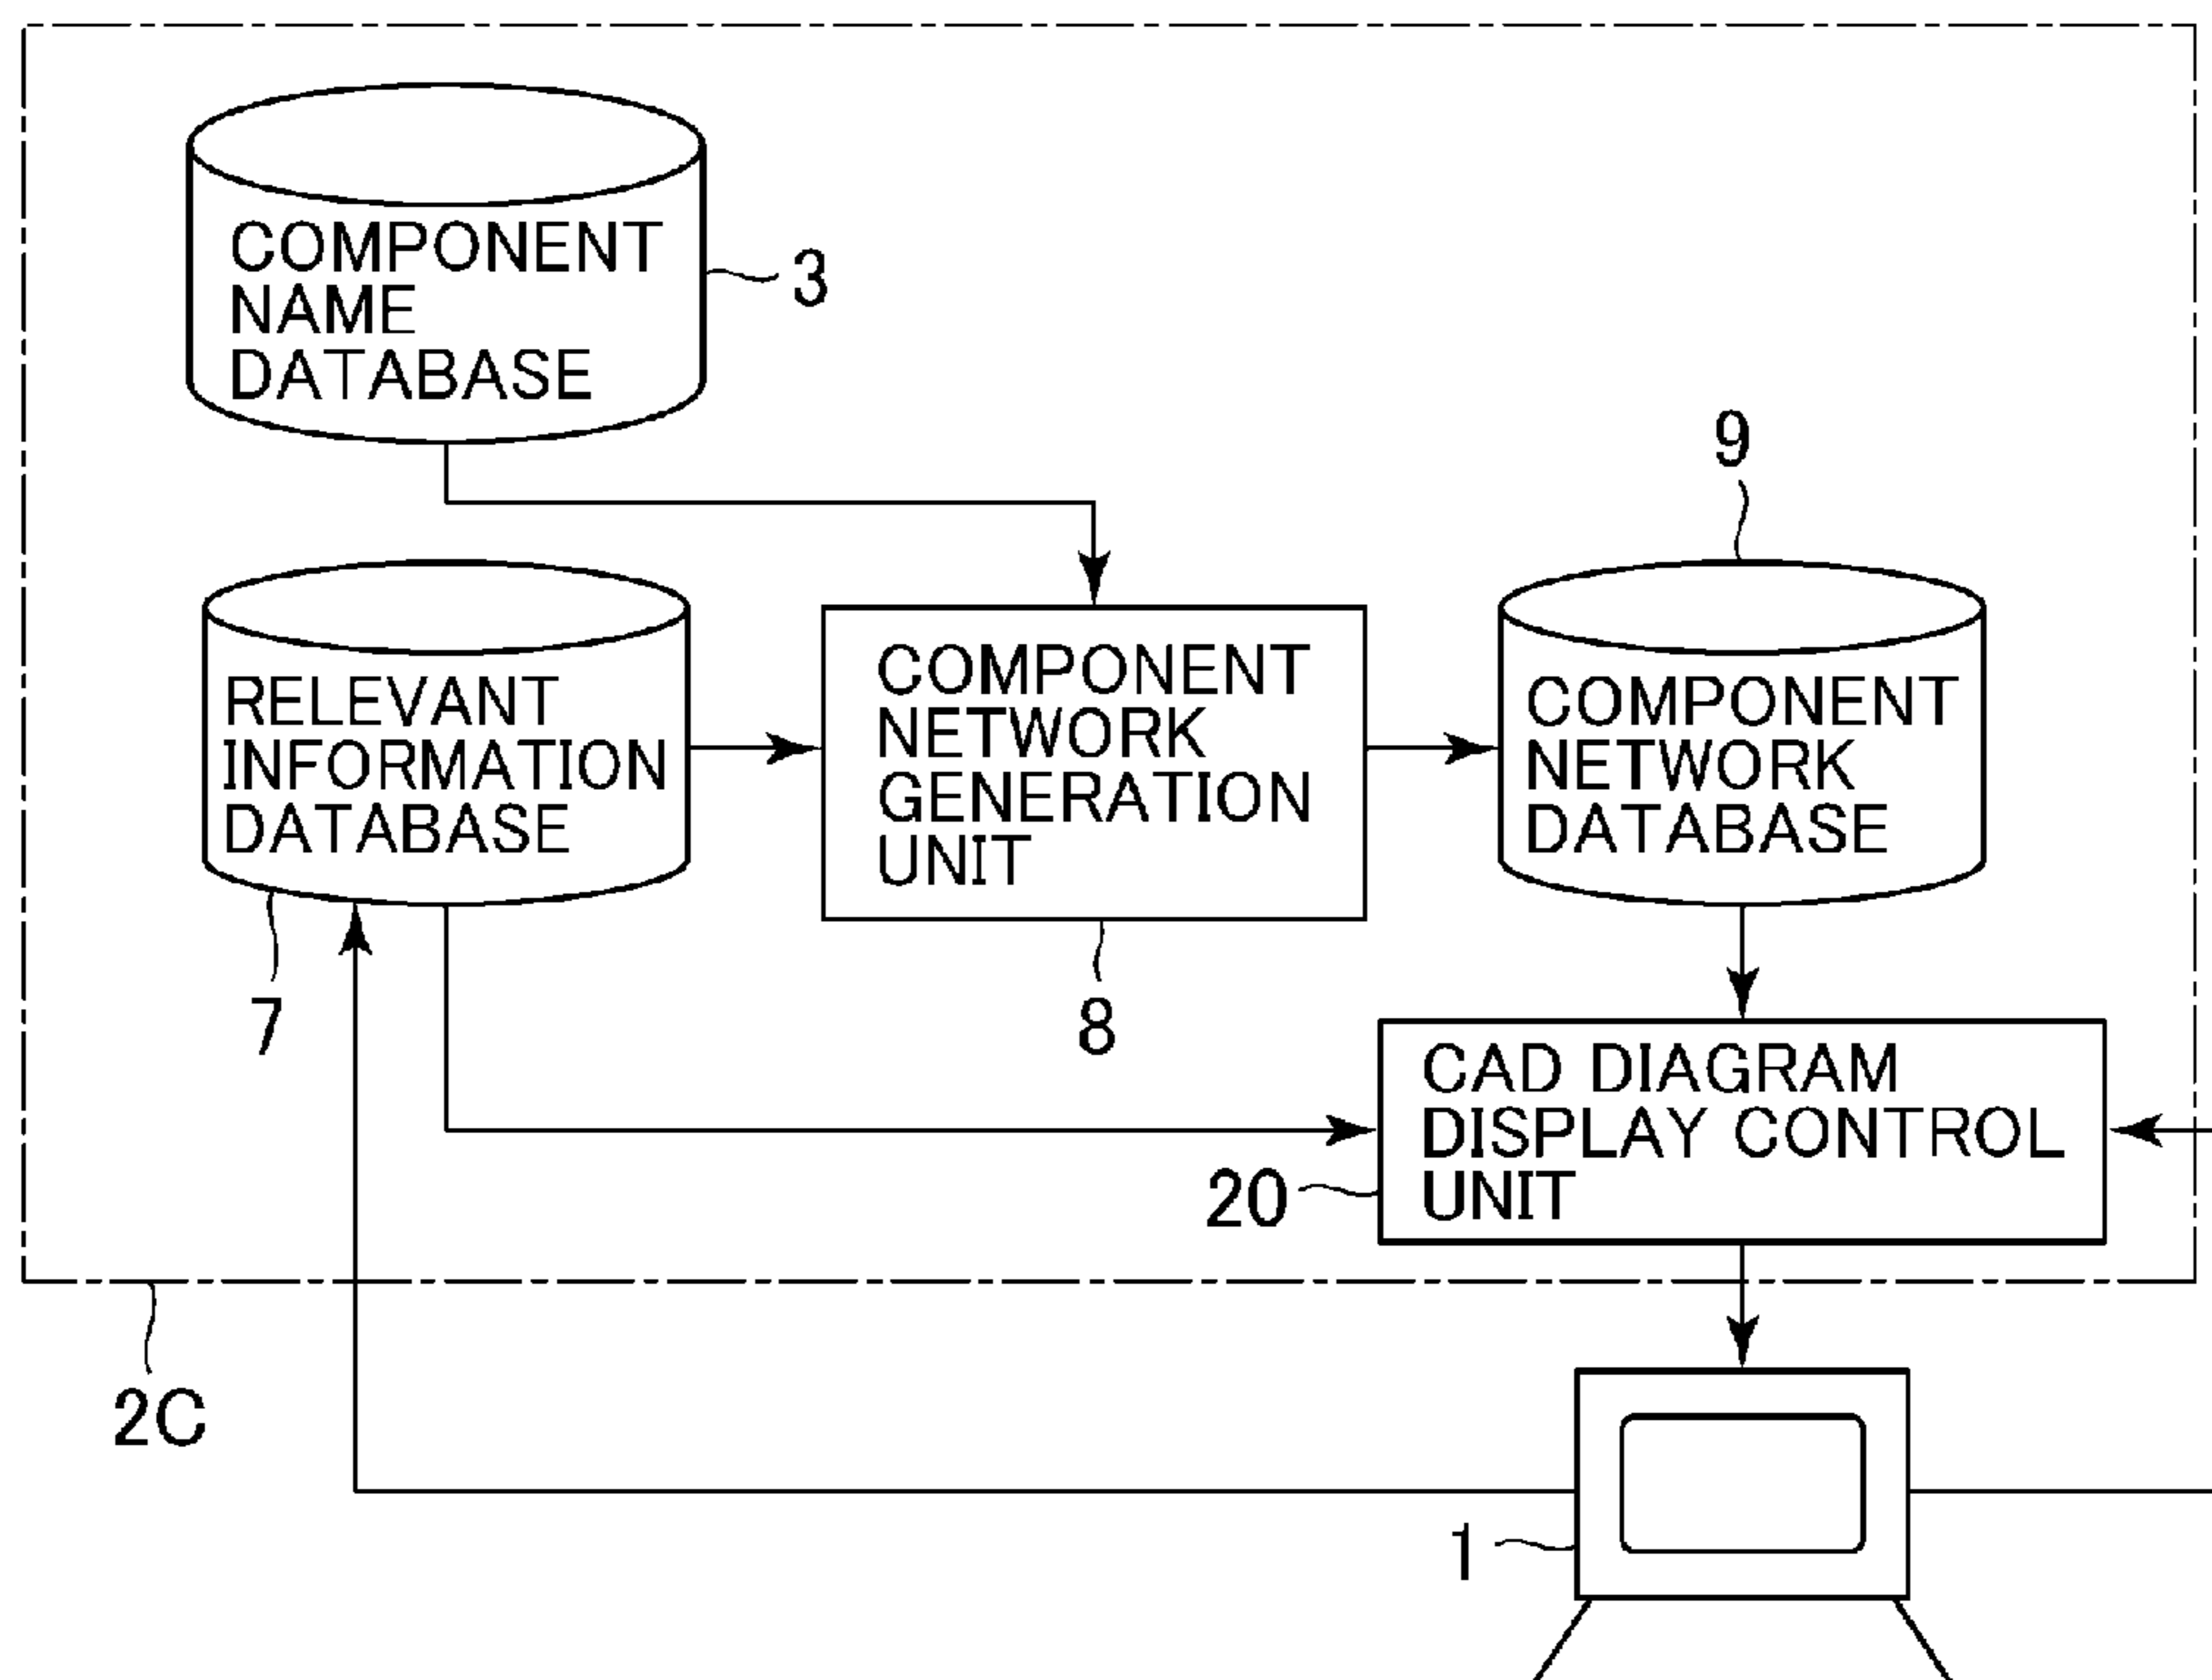 COMPONENT
NAME
DATABASE
3
9
RELEVANT
INFORMATION
DATABASE
7
COMPONENT
NETWORK
GENERATION
UNIT
8
COMPONENT
NETWORK
DATABASE
CAD DIAGRAM
DISPLAY CONTROL
UNIT
20
2C
1